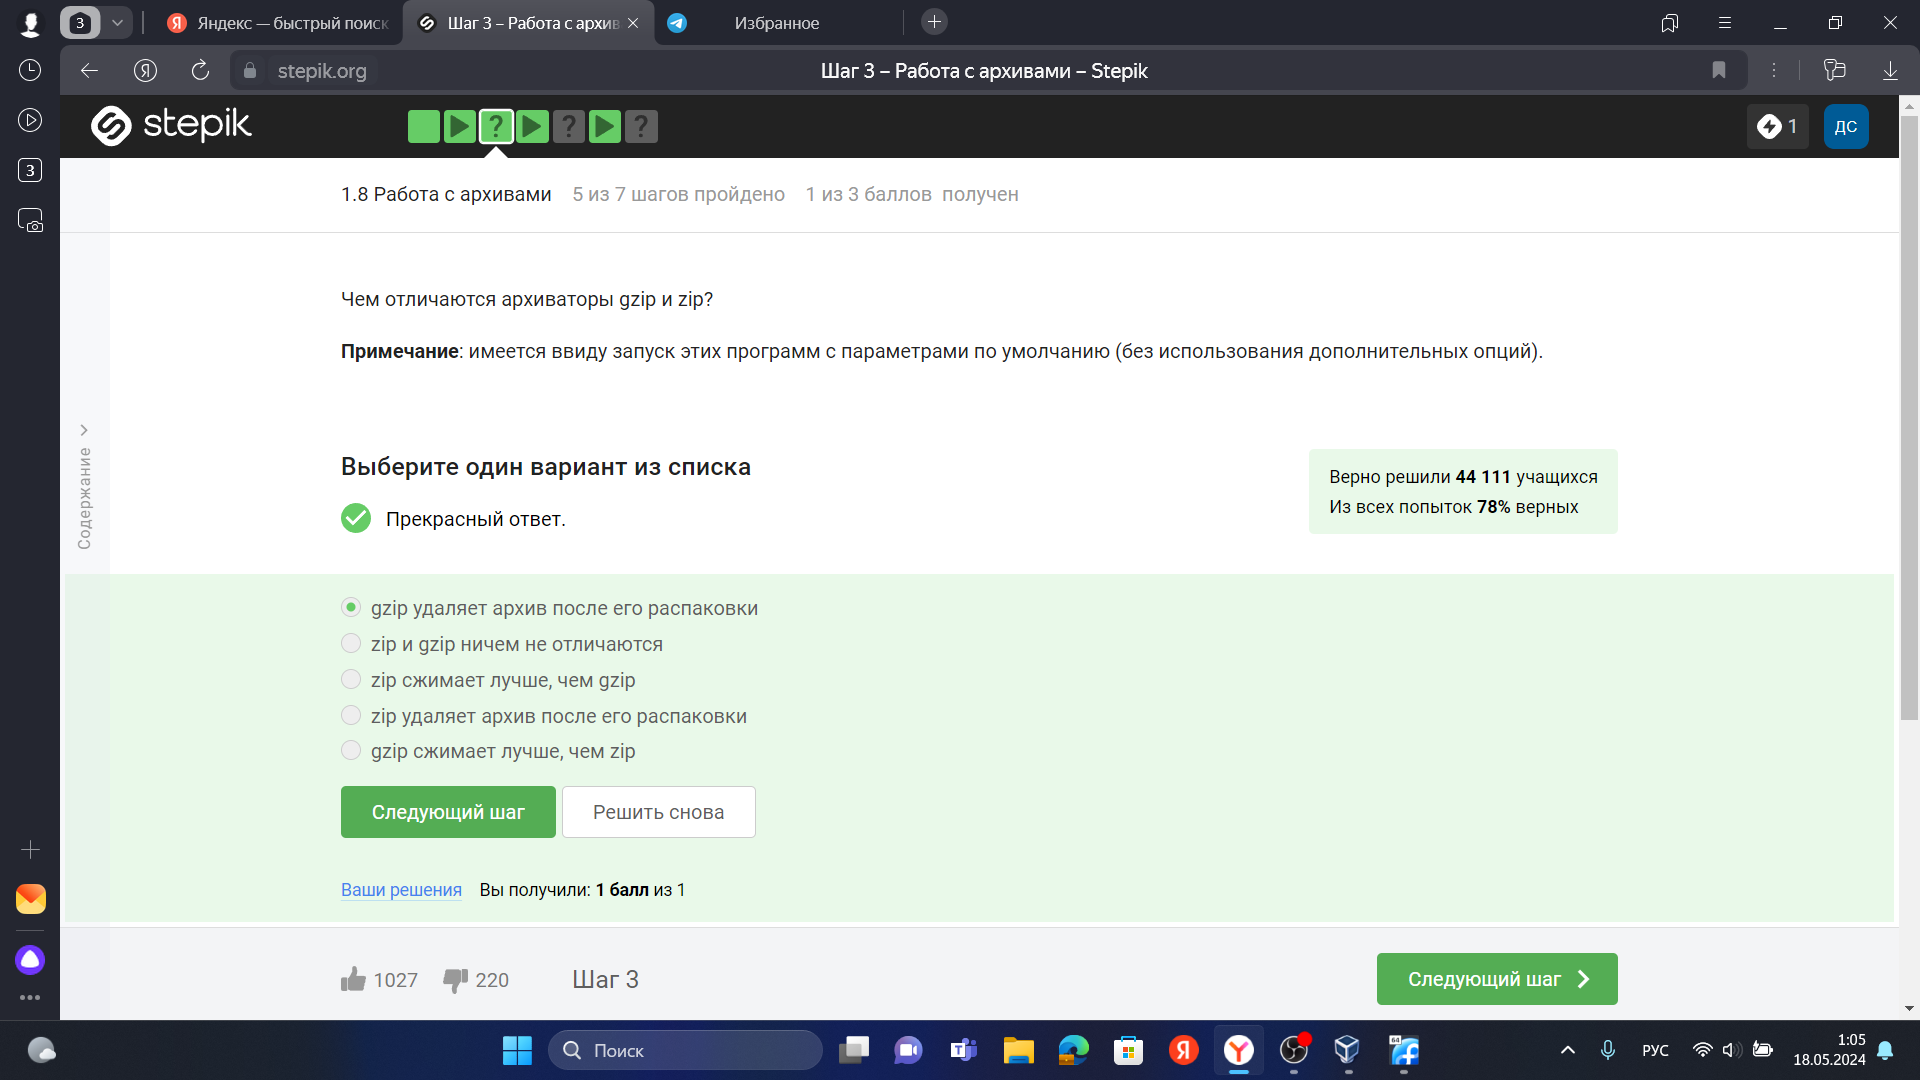 3
Яндекс — быстрый поиск
Шаг 3 – Работа с архив
Избранное
stepik.org
Шаг 3 – Работа с архивами – Stepik
3
stepik
?
?
?
1
ДС
1.8 Работа с архивами 5 из 7 шагов пройдено 1 из 3 баллов получен
Содержание
Чем отличаются архиваторы gzip и zip?
Примечание: имеется ввиду запуск этих программ с параметрами по умолчанию (без использования дополнительных опций).
Выберите один вариант из списка
Прекрасный ответ.
Верно решили 44 111 учащихся
Из всех попыток 78% верных
gzip удаляет архив после его распаковки
zip и gzip ничем не отличаются
zip сжимает лучше, чем gzip
zip удаляет архив после его распаковки
gzip сжимает лучше, чем zip
Следующий шаг
Решить снова
Ваши решения Вы получили: 1 балл из 1
1027
220
Шаг 3
Следующий шаг
Поиск
64
РУС
1:05
18.05.2024